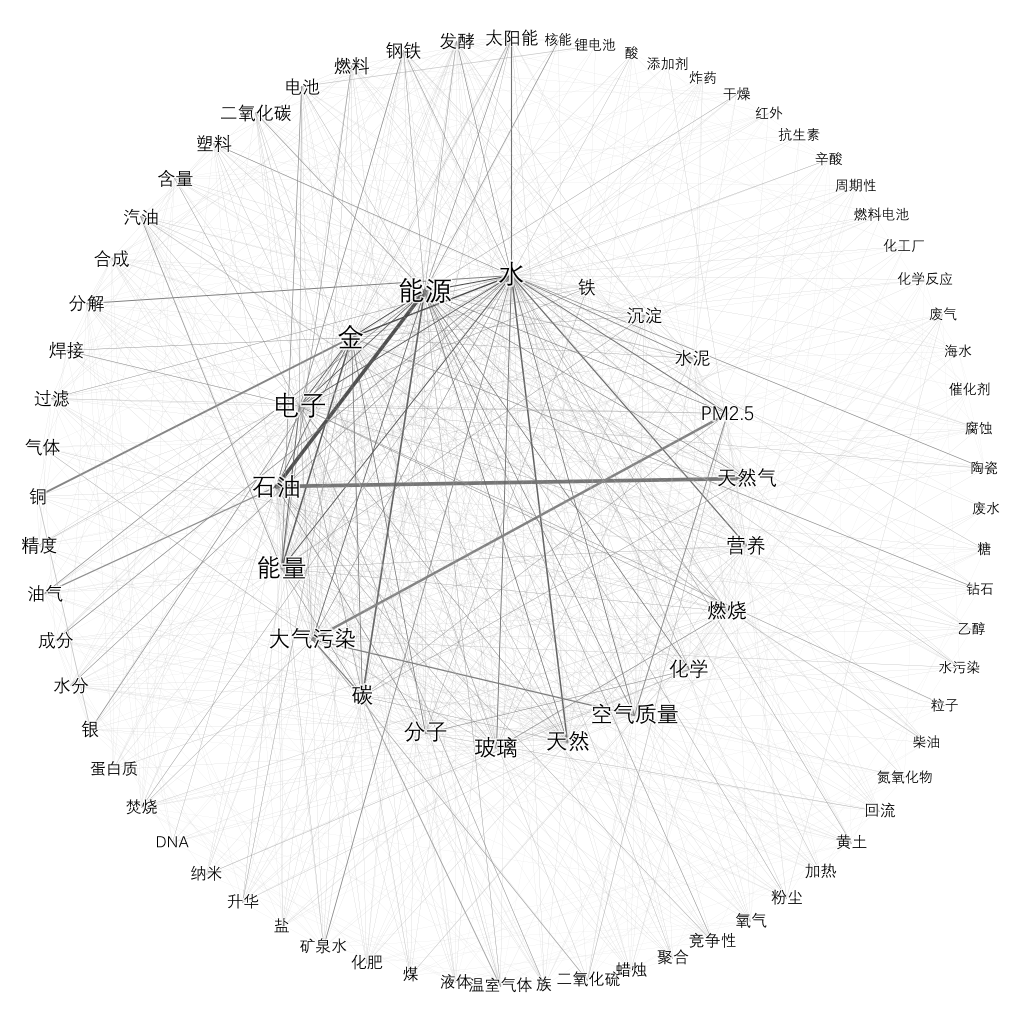 发酵
太阳能
核能
锂电池
钢铁
酸
燃料
添加剂
炸药
电池
干燥
二氧化碳
红外
塑料
抗生素
辛酸
含量
周期性
汽油
燃料电池
合成
化工厂
水
化学反应
能源
铁
分解
废气
沉淀
金
焊接
海水
水泥
过滤
催化剂
电子
PM2.5
腐蚀
气体
陶瓷
石油
天然气
铜
废水
精度
营养
糖
能量
油气
钻石
燃烧
成分
大气污染
乙醇
化学
水污染
水分
碳
粒子
银
分子
空气质量
玻璃
天然
柴油
蛋白质
氮氧化物
焚烧
回流
DNA
黄土
纳米
加热
升华
粉尘
盐
氧气
矿泉水
竞争性
化肥
聚合
煤
蜡烛
液体
温室气体
族
二氧化硫